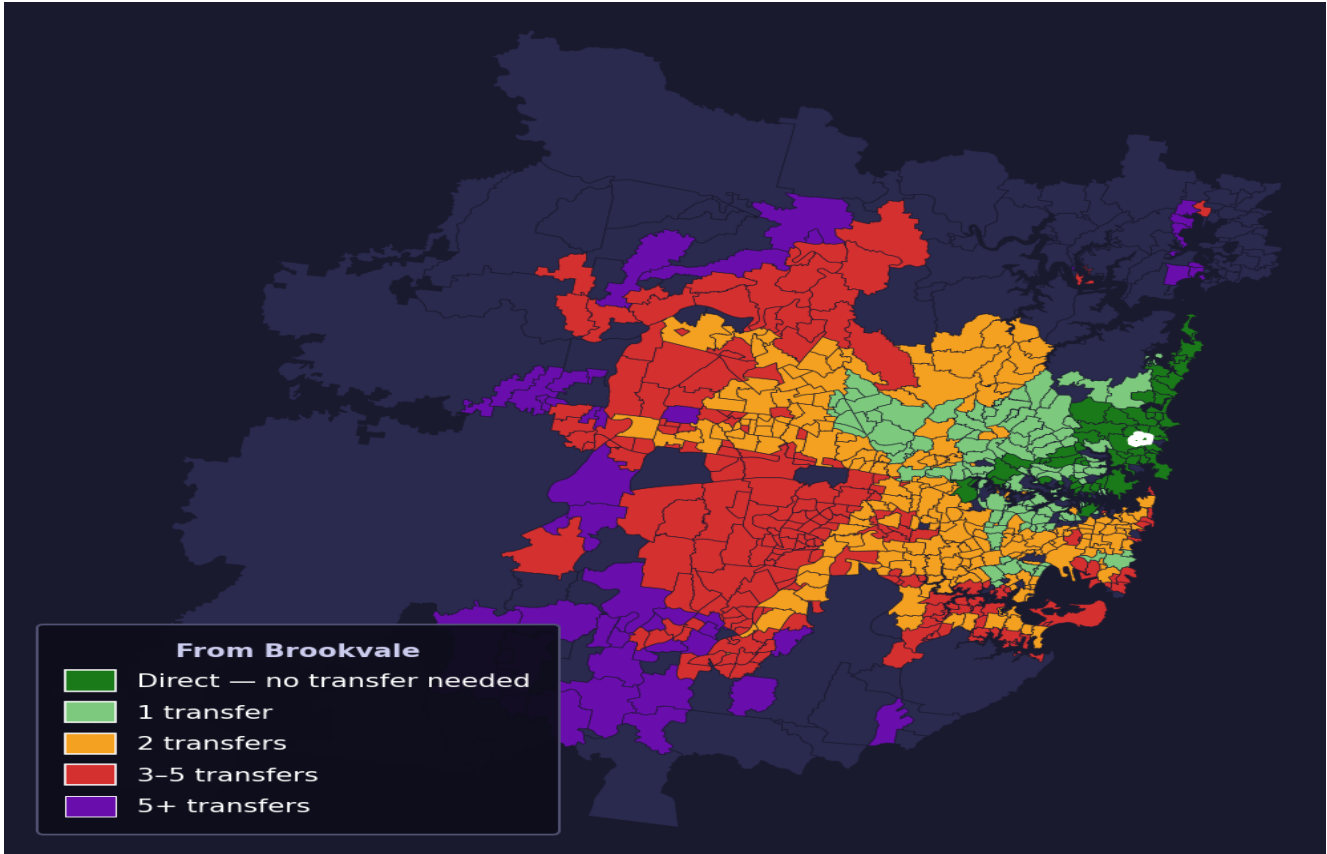 From Brookvale
Direct — no transfer needed
1 transfer
2 transfers
3–5 transfers
5+ transfers